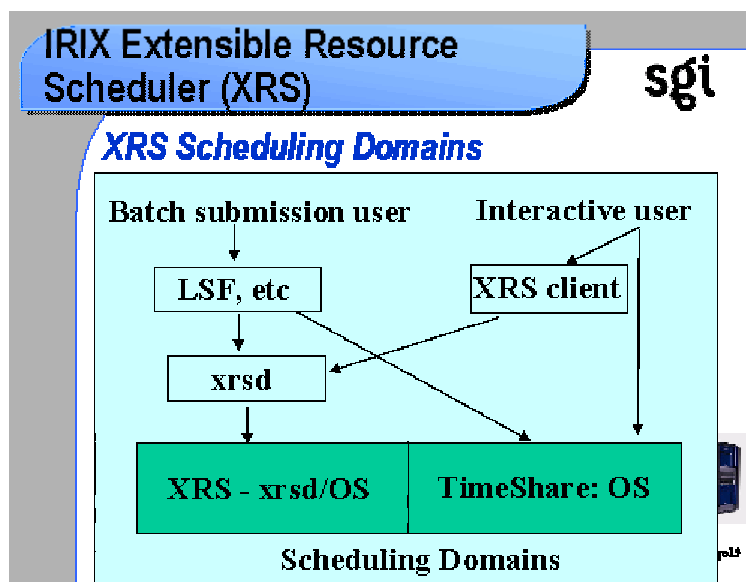 IRIX Extensible Resource
Scheduler (XRS)
sgi
XRS Scheduling Domains
Batch submission user
Interactive user
LSF, etc
XRS client
xrsd
XRS - xrsd/OS
TimeShare: OS
Scheduling Domains